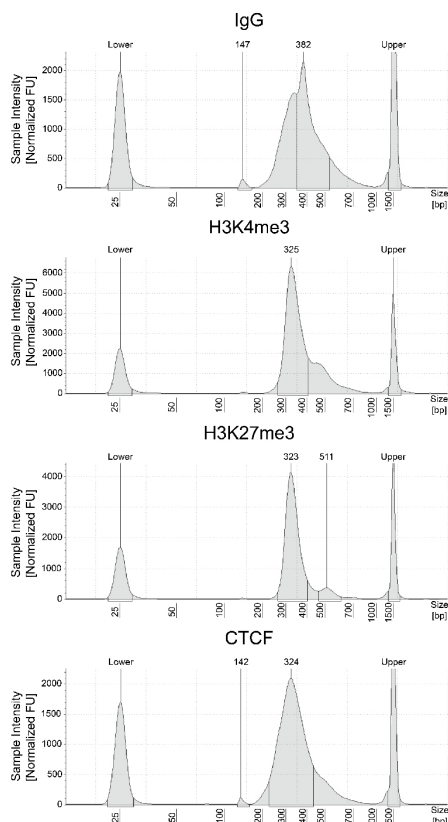 IgG
Lower 147 382 Upper
Sample Intensity
[Normalized FU]
2000
1500
1000
500
0
25 50 100 200 300 400 500 700 1000 1500 Size
[bp]
H3K4me3
Lower 325 Upper
Sample Intensity
[Normalized FU]
6000
5000
4000
3000
2000
1000
0
25 50 100 200 300 400 500 700 1000 1500 Size
[bp]
H3K27me3
Lower 323 511 Upper
Sample Intensity
[Normalized FU]
4000
3000
2000
1000
0
25 50 100 200 300 400 500 700 1000 1500 Size
[bp]
CTCF
Lower 142 324 Upper
Sample Intensity
[Normalized FU]
2000
1500
1000
500
0
25 50 100 200 300 400 500 700 1000 1500 Size
[bp]